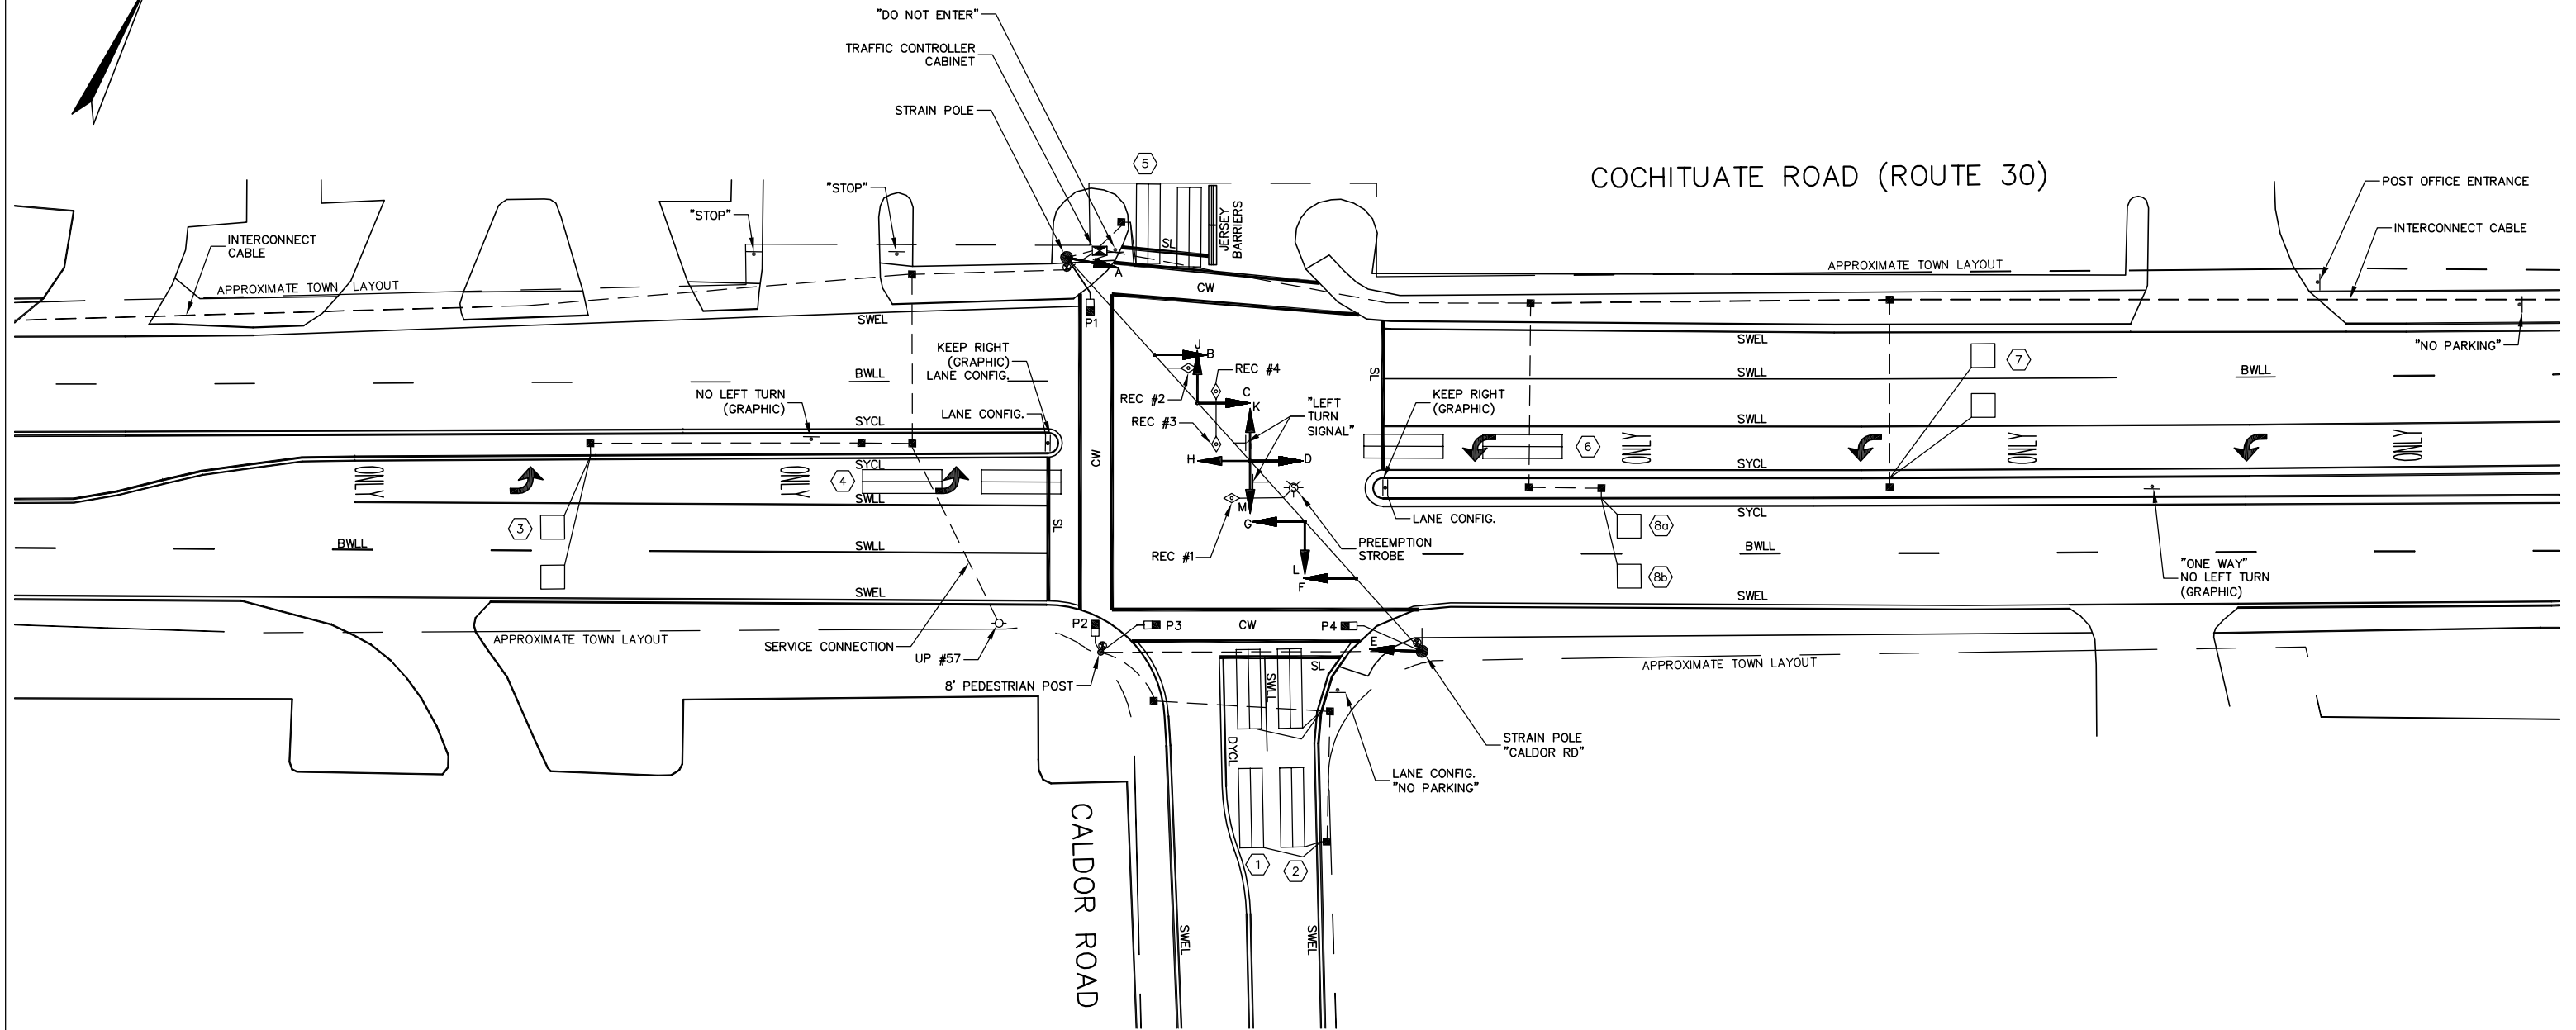 "DO NOT ENTER"
TRAFFIC CONTROLLER
CABINET
STRAIN POLE
5
COCHITUATE ROAD (ROUTE 30)
"STOP"
"STOP"
POST OFFICE ENTRANCE
INTERCONNECT
CABLE
INTERCONNECT CABLE
JERSEY
BARRIERS
SL
A
APPROXIMATE TOWN LAYOUT
APPROXIMATE TOWN LAYOUT
CW
P1
SWEL
SWEL
"NO PARKING"
KEEP RIGHT
(GRAPHIC)
LANE CONFIG.
J
B
REC #4
7
BWLL
SL
SWLL
BWLL
NO LEFT TURN
(GRAPHIC)
REC #2
C
K
"LEFT
TURN
SIGNAL"
KEEP RIGHT
(GRAPHIC)
LANE CONFIG.
REC #3
SYCL
SWLL
CW
H
D
6
ONLY
ONLY
ONLY
SYCL
SYCL
ONLY
ONLY
4
SWLL
M
G
LANE CONFIG.
SYCL
3
SL
8a
BWLL
SWLL
REC #1
PREEMPTION
STROBE
BWLL
"ONE WAY"
NO LEFT TURN
(GRAPHIC)
L
F
8b
SWEL
SWEL
P2
P3
CW
P4
APPROXIMATE TOWN LAYOUT
SERVICE CONNECTION
UP #57
E
SL
APPROXIMATE TOWN LAYOUT
8' PEDESTRIAN POST
SWLL
DYCL
STRAIN POLE
"CALDOR RD"
LANE CONFIG.
"NO PARKING"
1
2
CALDOR ROAD
SWEL
SWEL